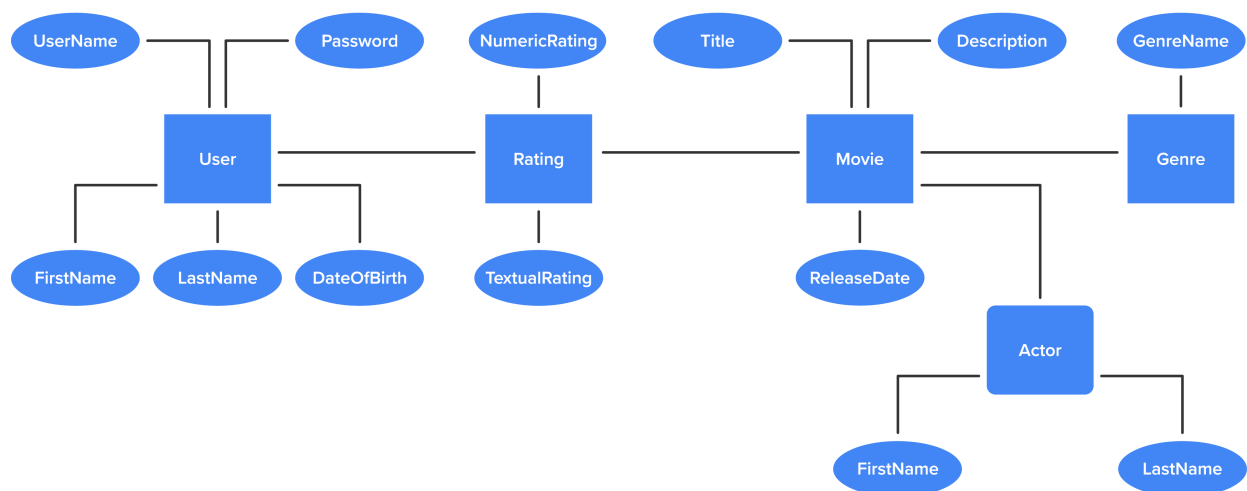 UserName
Password
NumericRating
Title
Description
GenreName
User
Rating
Movie
Genre
FirstName
LastName
DateOfBirth
TextualRating
ReleaseDate
Actor
FirstName
LastName